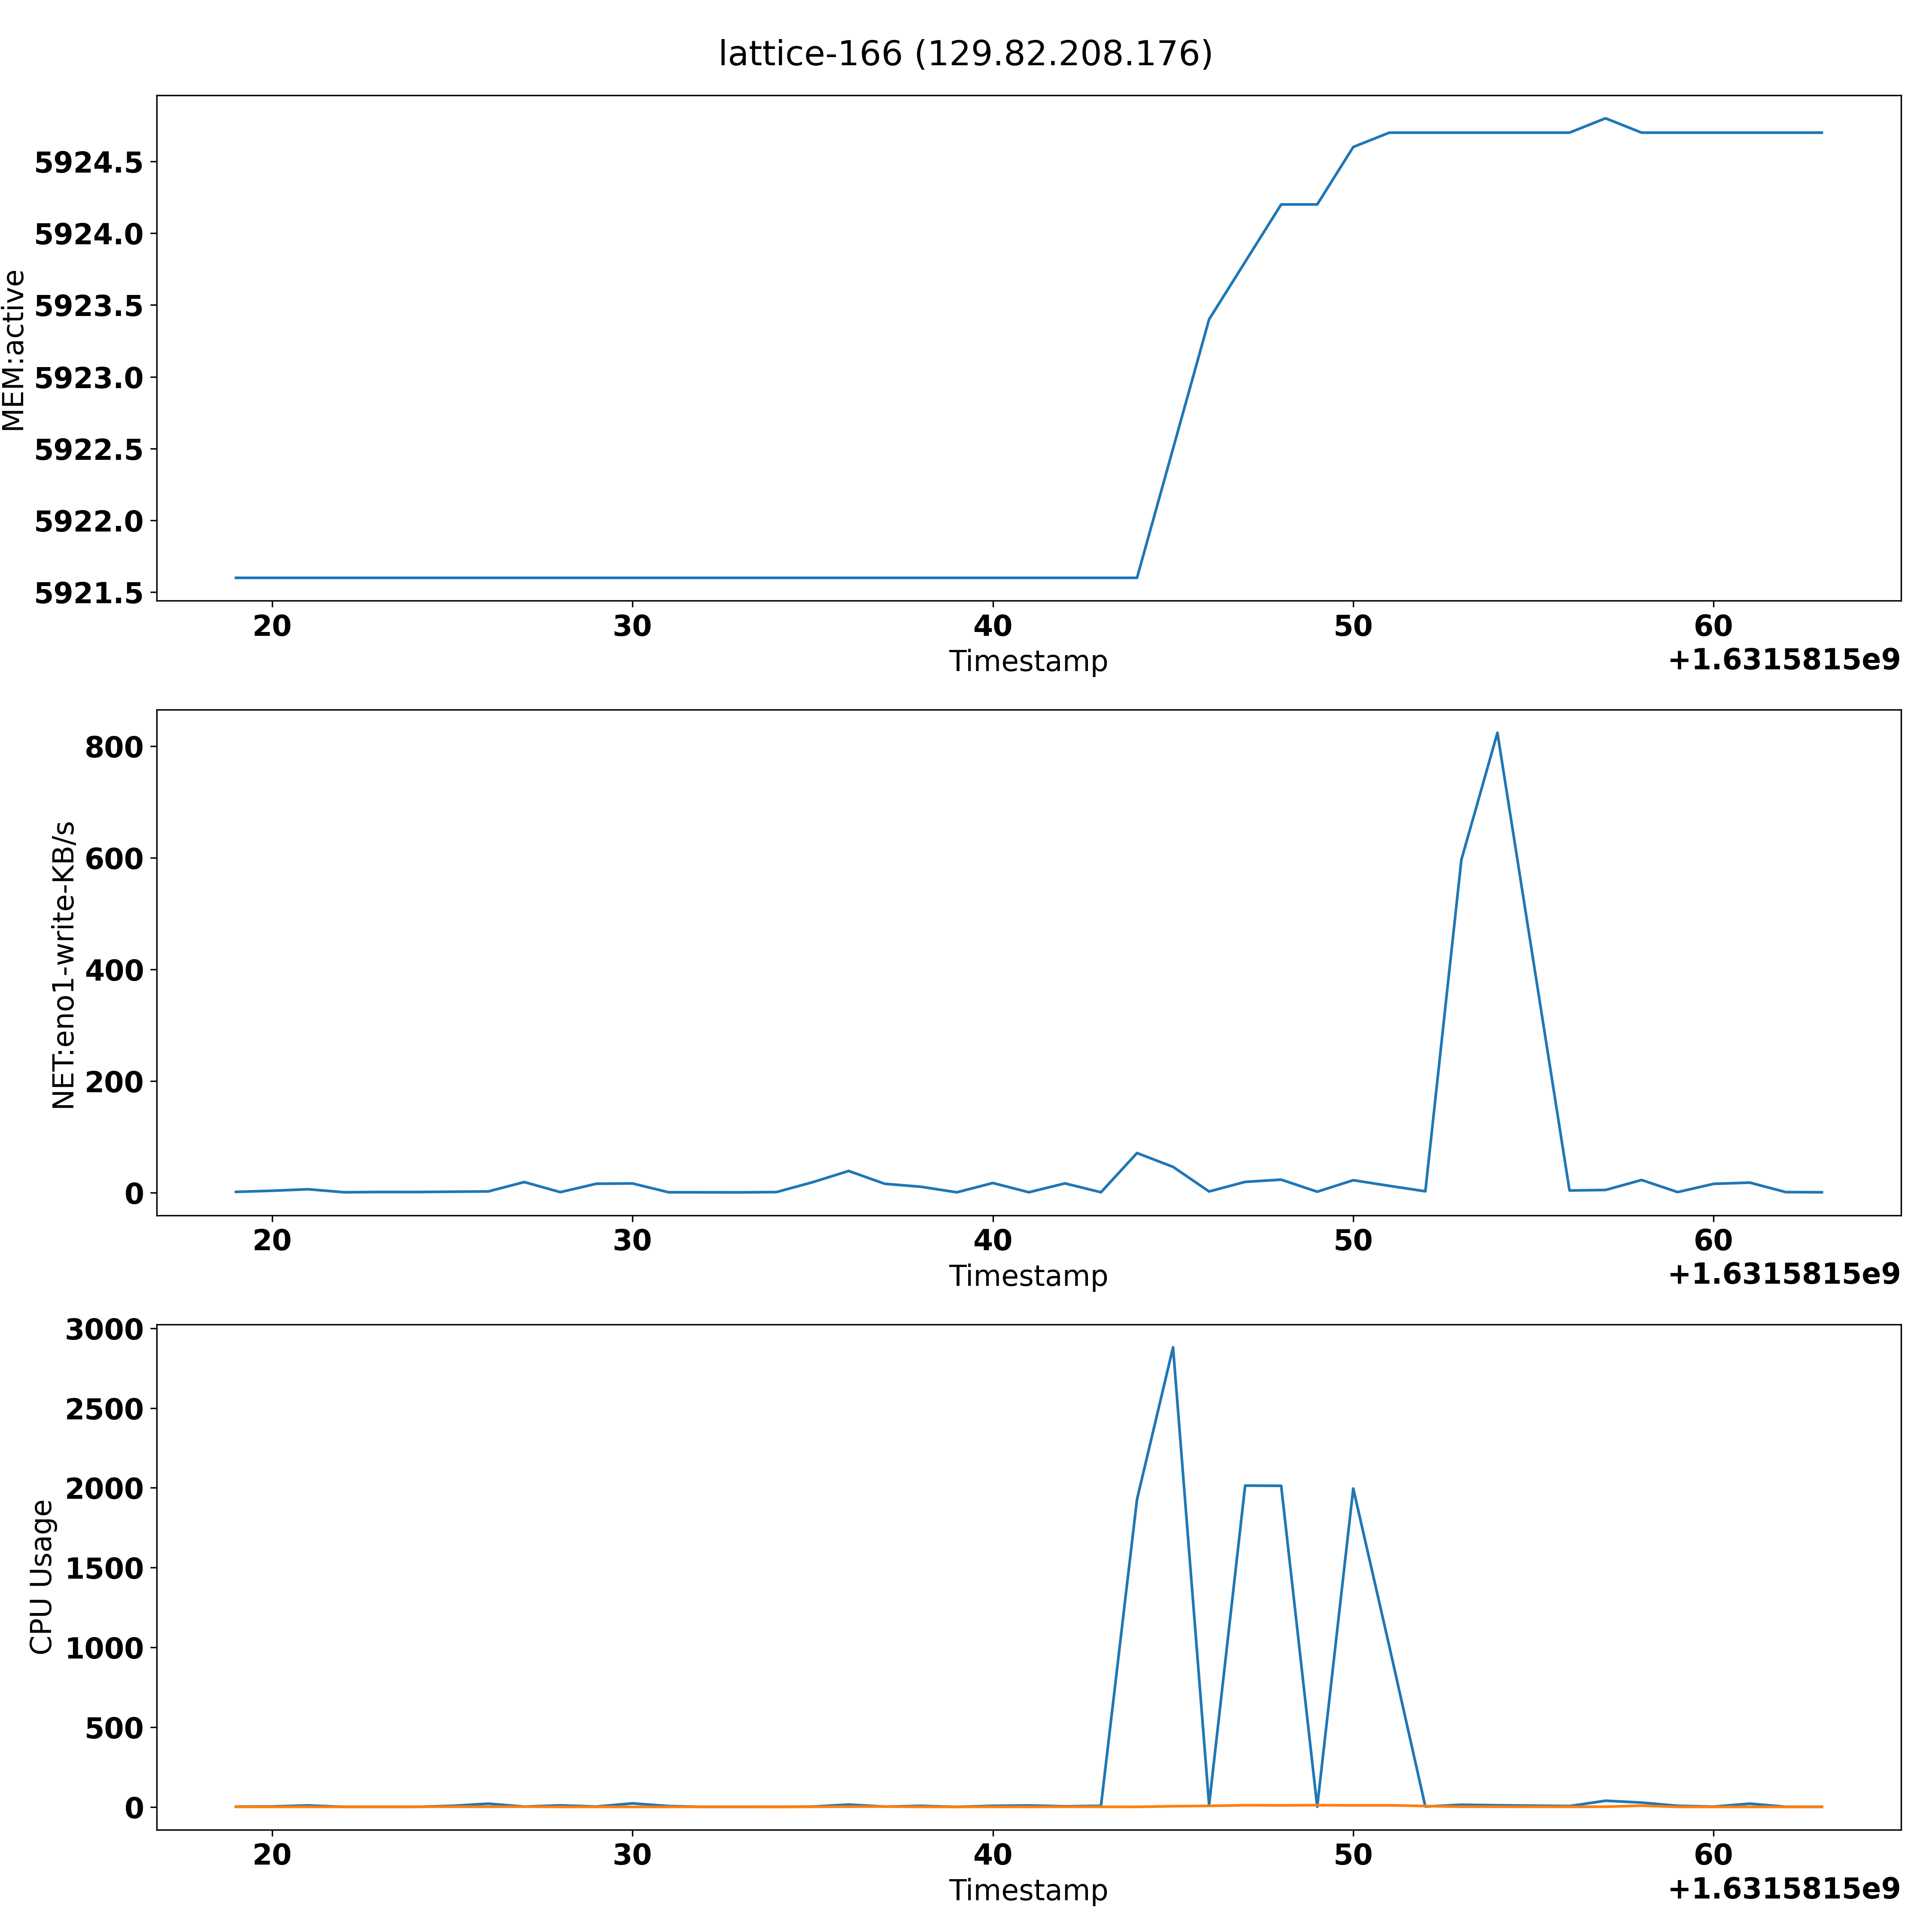 lattice-166 (129.82.208.176)
5924.5
5924.0
5923.5
5923.0
5922.5
5922.0
5921.5
MEM:active
20 30 40 50 60
Timestamp
+1.6315815e9
800
600
400
200
0
NET:eno1-write-KB/s
20 30 40 50 60
Timestamp
+1.6315815e9
3000
2500
2000
1500
1000
500
0
CPU Usage
20 30 40 50 60
Timestamp
+1.6315815e9